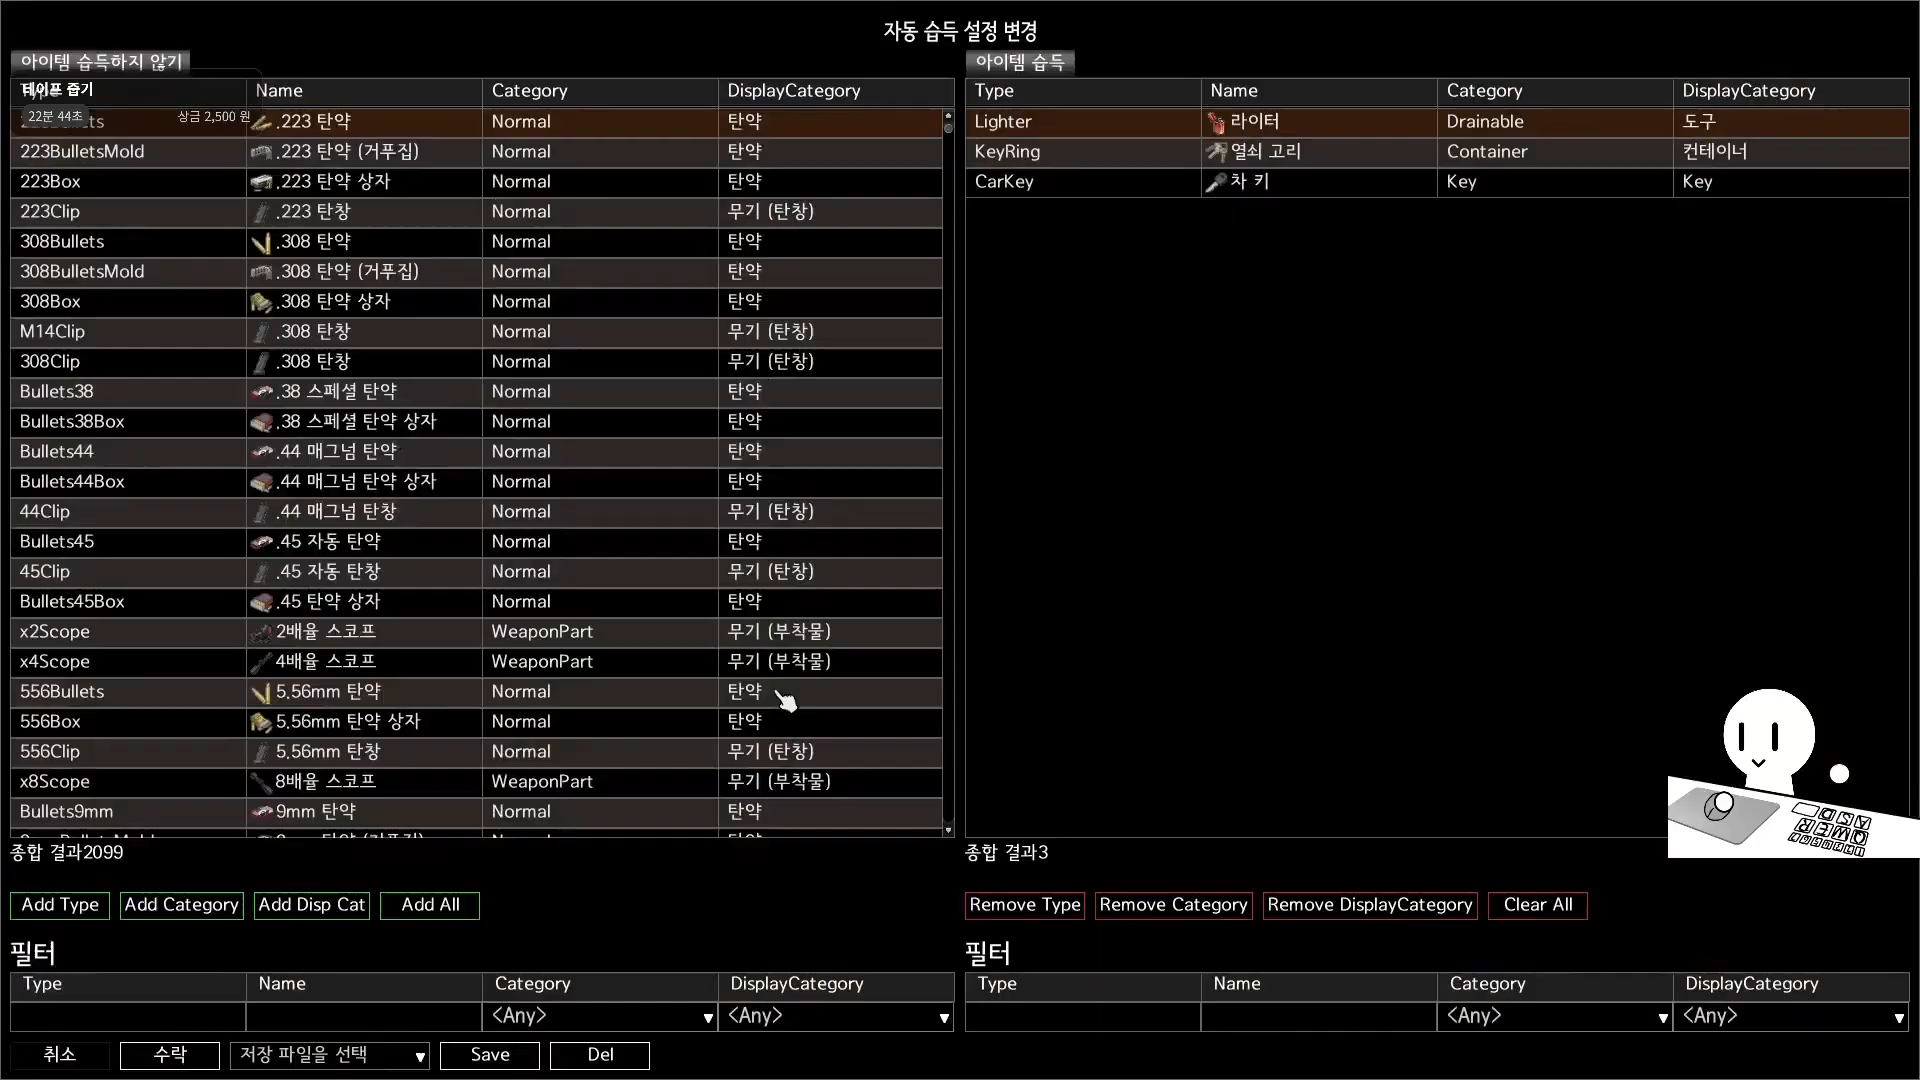 자동 습득 설정 변경
아이템 습득하지 않기
테이프 줍기
22분 44초 상금 2,500 원
Name Category DisplayCategory
.223 탄약 Normal 탄약
223BulletsMold .223 탄약 (거푸집) Normal 탄약
223Box .223 탄약 상자 Normal 탄약
223Clip .223 탄창 Normal 무기 (탄창)
308Bullets .308 탄약 Normal 탄약
308BulletsMold .308 탄약 (거푸집) Normal 탄약
308Box .308 탄약 상자 Normal 탄약
M14Clip .308 탄창 Normal 무기 (탄창)
308Clip .308 탄창 Normal 무기 (탄창)
Bullets38 .38 스페셜 탄약 Normal 탄약
Bullets38Box .38 스페셜 탄약 상자 Normal 탄약
Bullets44 .44 매그넘 탄약 Normal 탄약
Bullets44Box .44 매그넘 탄약 상자 Normal 탄약
44Clip .44 매그넘 탄창 Normal 무기 (탄창)
Bullets45 .45 자동 탄약 Normal 탄약
45Clip .45 자동 탄창 Normal 무기 (탄창)
Bullets45Box .45 탄약 상자 Normal 탄약
x2Scope 2배율 스코프 WeaponPart 무기 (부착물)
x4Scope 4배율 스코프 WeaponPart 무기 (부착물)
556Bullets 5.56mm 탄약 Normal 탄약
556Box 5.56mm 탄약 상자 Normal 탄약
556Clip 5.56mm 탄창 Normal 무기 (탄창)
x8Scope 8배율 스코프 WeaponPart 무기 (부착물)
Bullets9mm 9mm 탄약 Normal 탄약
종합 결과2099
Add Type Add Category Add Disp Cat Add All
필터
Type Name Category DisplayCategory
<Any> <Any>
취소 수락 저장 파일을 선택 Save Del
아이템 습득
Type Name Category DisplayCategory
Lighter 라이터 Drainable 도구
KeyRing 열쇠 고리 Container 컨테이너
CarKey 차 키 Key Key
종합 결과3
Remove Type Remove Category Remove DisplayCategory Clear All
필터
Type Name Category DisplayCategory
<Any> <Any>